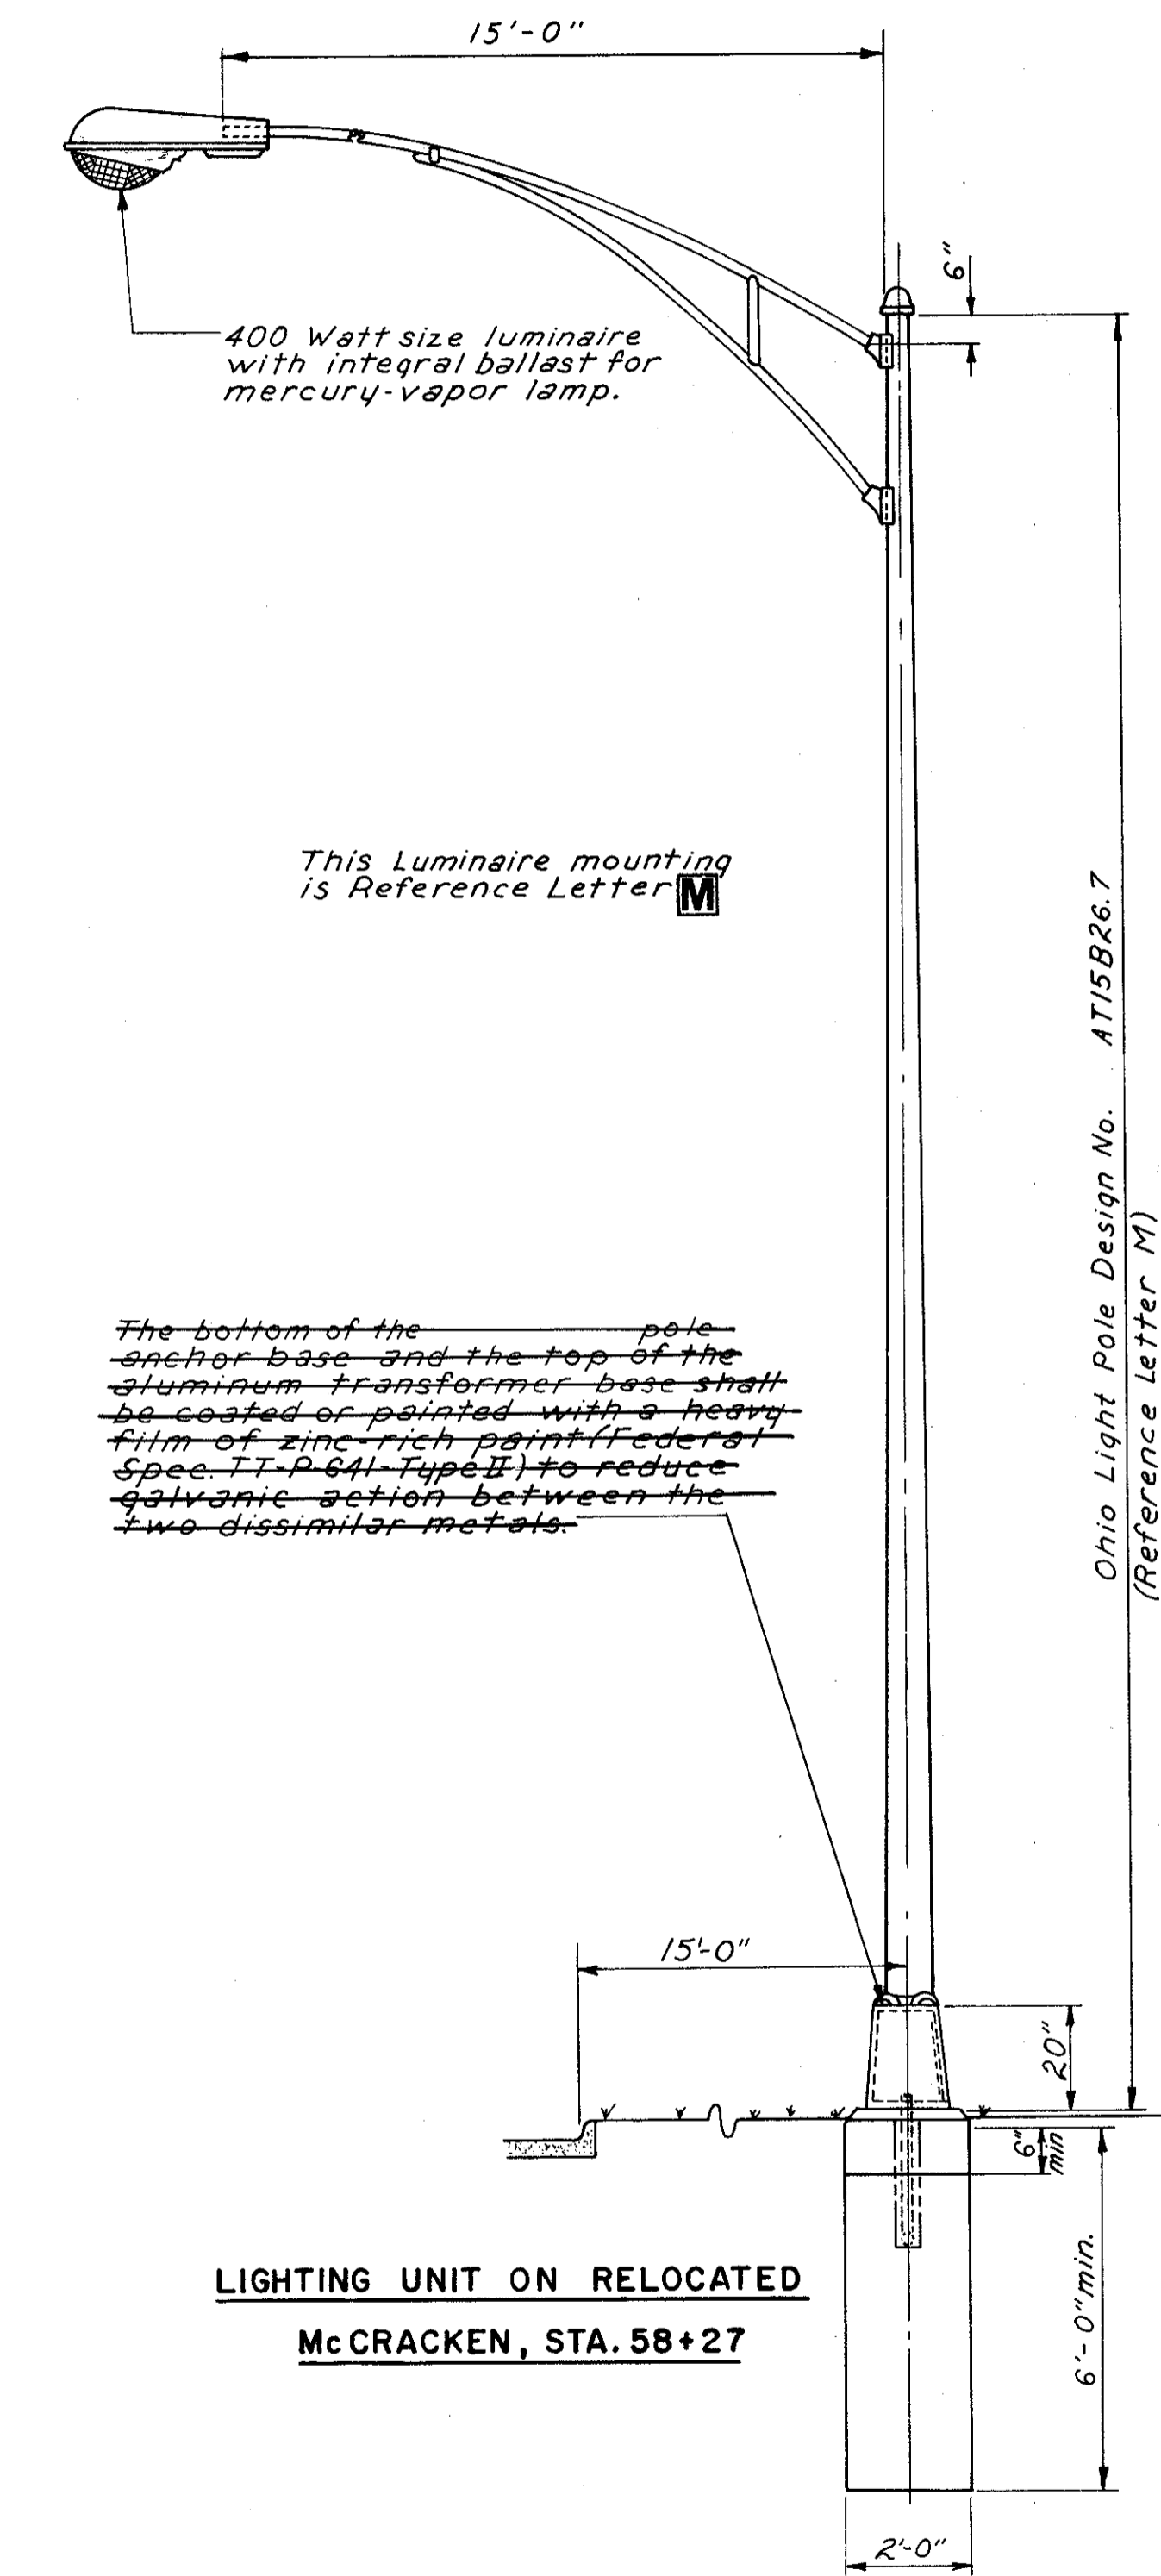 15'-0"
6"
400 Watt size luminaire
with integral ballast for
mercury-vapor lamp.
This Luminaire mounting
is Reference Letter M
Ohio Light Pole Design No. AT15B26.7
(Reference Letter M)
The bottom of the pole
anchor base and the top of the
aluminum transformer base shall
be coated or painted with a heavy
film of zinc-rich paint (Federal
Spec. TT-P-641-Type II) to reduce
galvanic action between the
two dissimilar metals.
15'-0"
20"
6"
min
6'-0" min.
LIGHTING UNIT ON RELOCATED
McCRACKEN, STA. 58+27
2'-0"